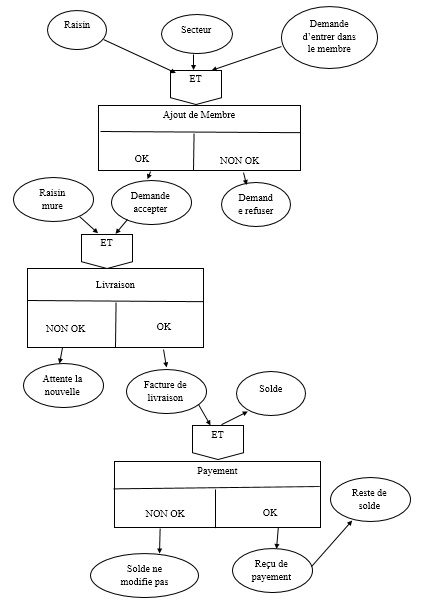 Raisin
Secteur
Demande
d'entrer dans
le membre
ET
Ajout de Membre
OK
NON OK
Raisin
mure
Demande
accepter
Demand
e refuser
ET
Livraison
NON OK
OK
Attente la
nouvelle
Facture de
livraison
Solde
ET
Payement
NON OK
OK
Reste de
solde
Solde ne
modifie pas
Reçu de
payement